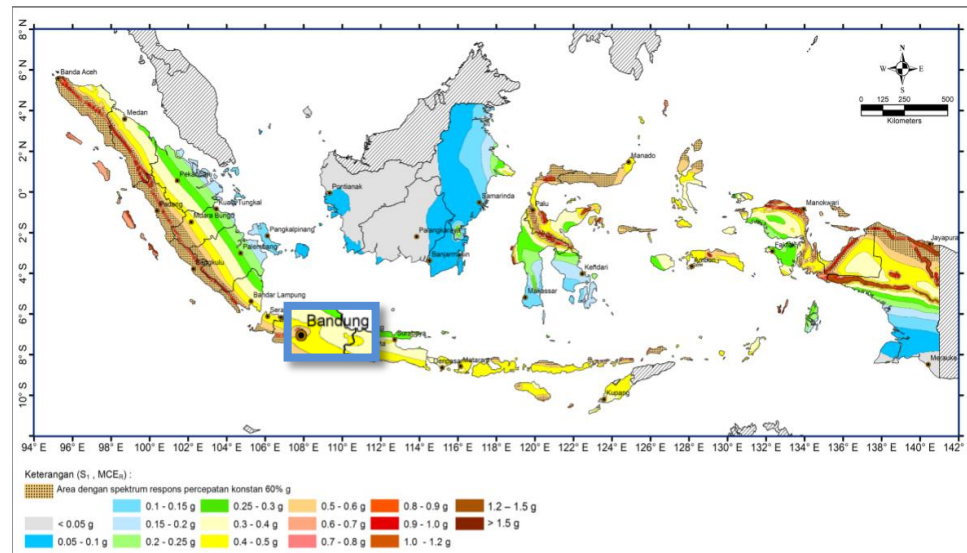 8° N
6° N
4° N
2° N
0°
2° S
4° S
6° S
8° S
10° S
94° E 96° E 98° E 100° E 102° E 104° E 106° E 108° E 110° E 112° E 114° E 116° E 118° E 120° E 122° E 124° E 126° E 128° E 130° E 132° E 134° E 136° E 138° E 140° E 142° E
N
W E
S
0 125 250 500
Kilometers
Banda Aceh
Medan
Manado
Pekanbaru
Pontianak
Samarinda
Palu
Manokwari
Padang
Kuala Tungkal
Muara Bungo
Pangkalpinang
Palangkaraya
Jayapura
Palembang
Banjarmasin
Bengkulu
Kendari
Ambon
Bandar Lampung
Makassar
Bandung
Surabaya
Mataram
Merauke
Kupang
Keterangan (S₁ , MCEᵣ) :
Area dengan spektrum respons percepatan konstan 60% g
0.1 - 0.15 g 0.25 - 0.3 g 0.5 - 0.6 g 0.8 - 0.9 g 1.2 – 1.5 g
< 0.05 g 0.15 - 0.2 g 0.3 - 0.4 g 0.6 - 0.7 g 0.9 - 1.0 g > 1.5 g
0.05 - 0.1 g 0.2 - 0.25 g 0.4 - 0.5 g 0.7 - 0.8 g 1.0 - 1.2 g